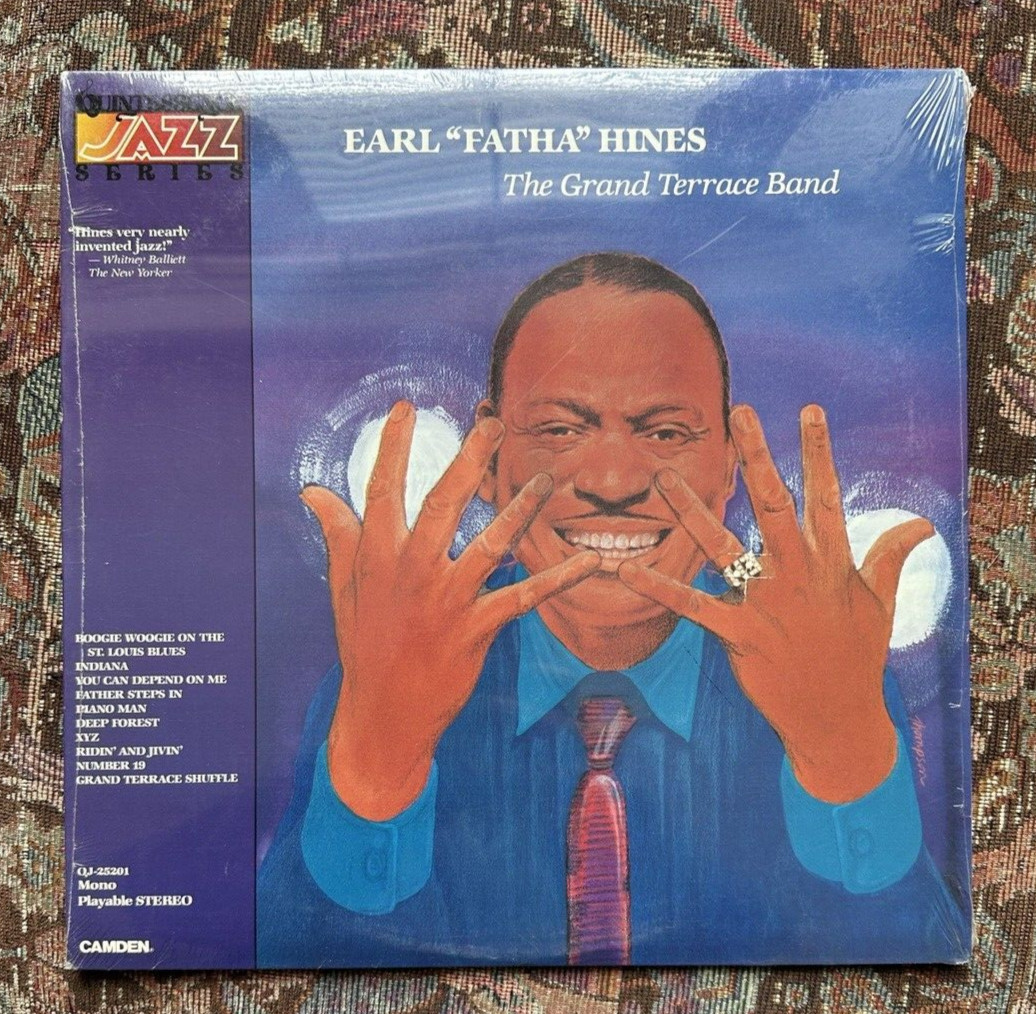 QUINTESSENCE
JAZZ
SERIES
EARL “FATHA” HINES
The Grand Terrace Band
“Hines very nearly
invented jazz!”
— Whitney Balliett
The New Yorker
BOOGIE WOOGIE ON THE
ST. LOUIS BLUES
INDIANA
YOU CAN DEPEND ON ME
FATHER STEPS IN
PIANO MAN
DEEP FOREST
XYZ
RIDIN’ AND JIVIN’
NUMBER 19
GRAND TERRACE SHUFFLE
QJ-25201
Mono
Playable STEREO
CAMDEN
Thompson